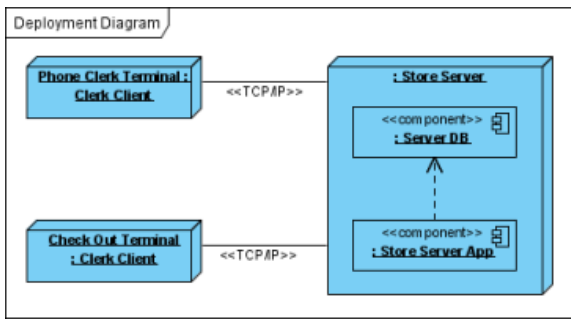 Deployment Diagram
Phone Clerk Terminal :
Clerk Client
<<TCP/IP>>
: Store Server
<<component>>
: Server DB
Check Out Terminal
: Clerk Client
<<TCP/IP>>
<<component>>
: Store Server App